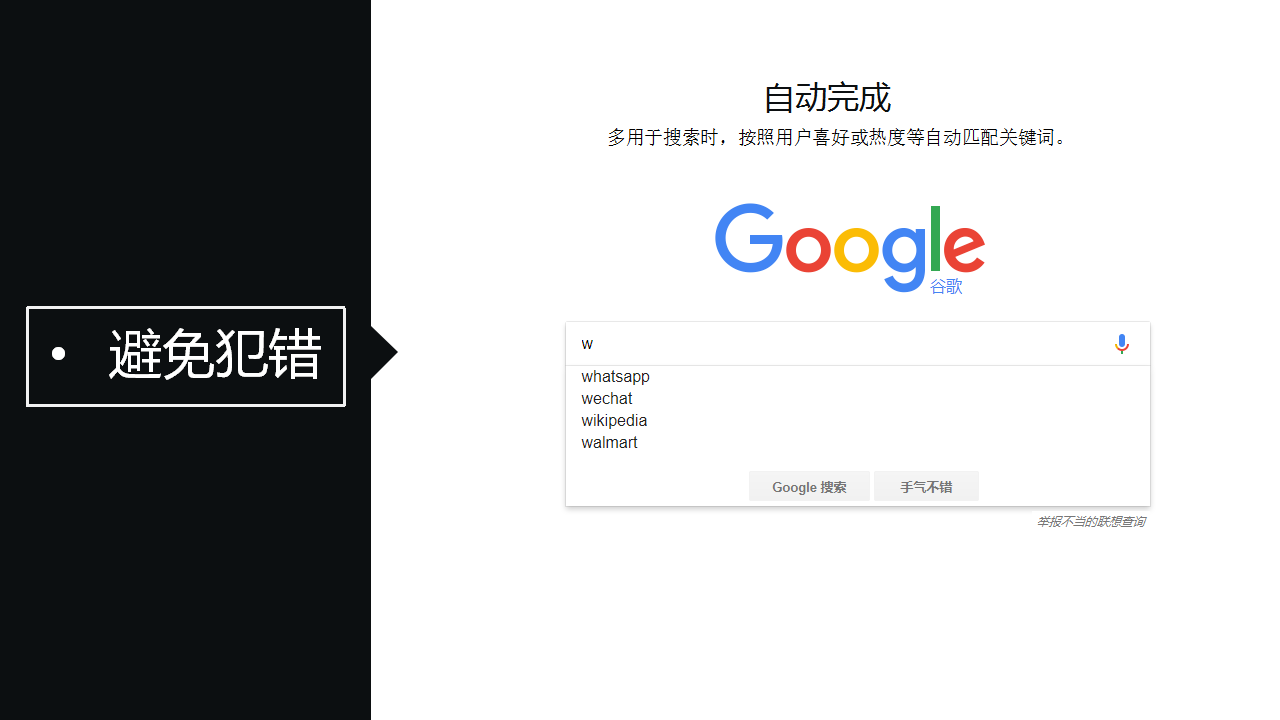 • 避免犯错
自动完成
多用于搜索时，按照用户喜好或热度等自动匹配关键词。
Google
谷歌
w
whatsapp
wechat
wikipedia
walmart
Google 搜索 手气不错
举报不当的联想查询